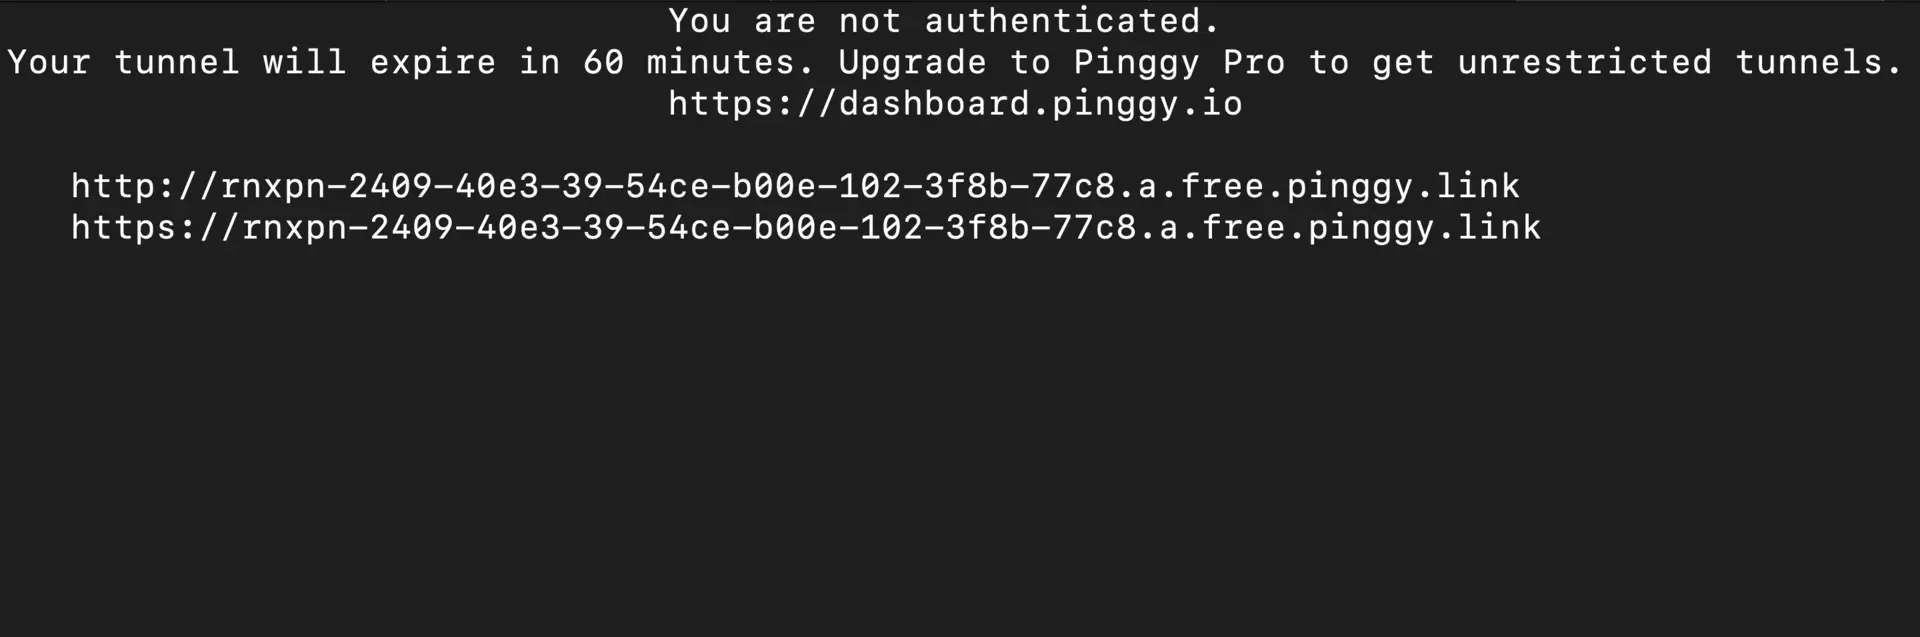 You are not authenticated.
Your tunnel will expire in 60 minutes. Upgrade to Pinggy Pro to get unrestricted tunnels.
https://dashboard.pinggy.io
http://rnxpn-2409-40e3-39-54ce-b00e-102-3f8b-77c8.a.free.pinggy.link
https://rnxpn-2409-40e3-39-54ce-b00e-102-3f8b-77c8.a.free.pinggy.link